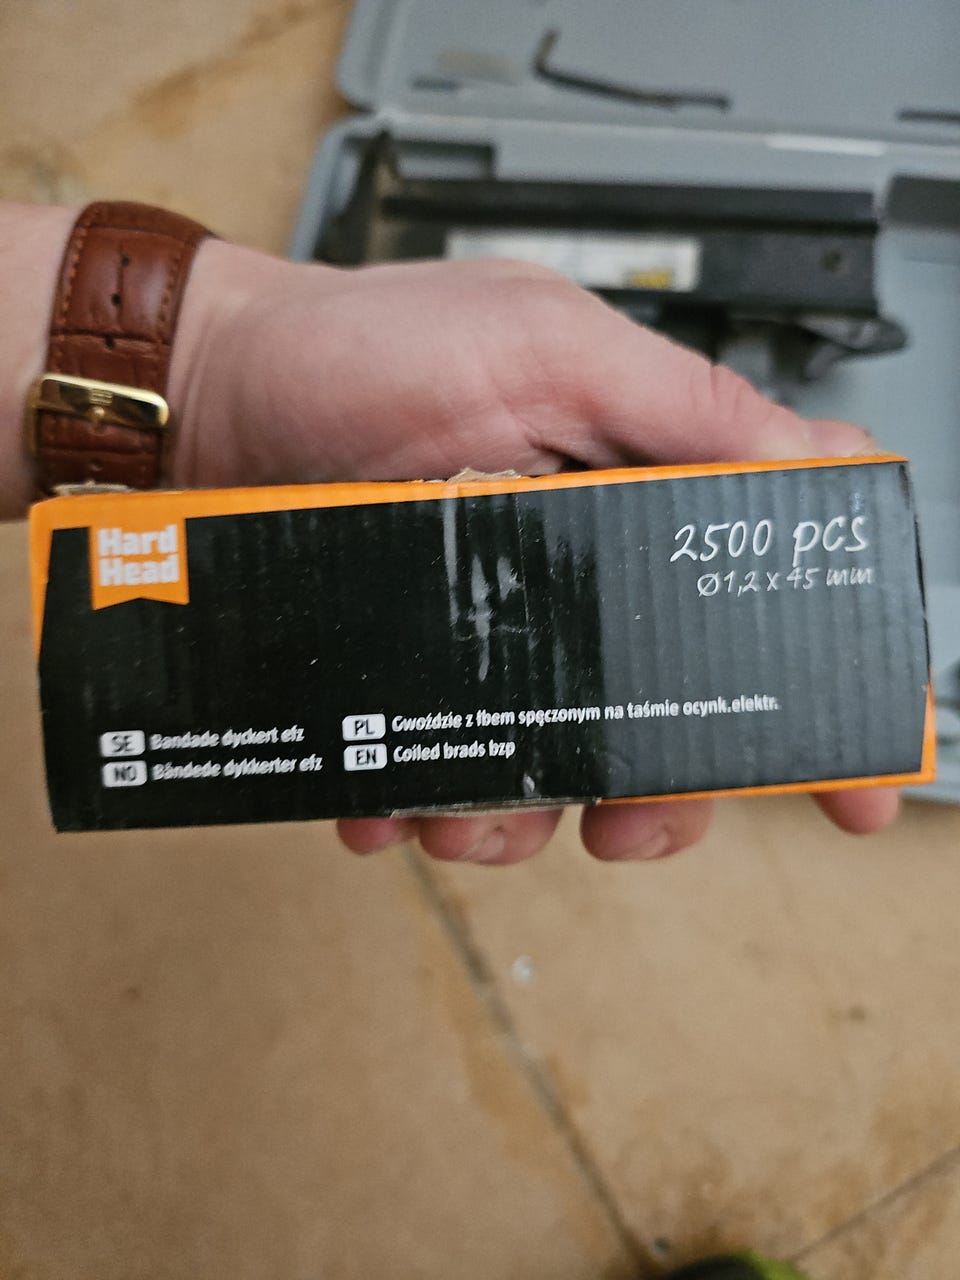 Hard
Head
2500 PCS
Ø1,2 x 45 mm
SE Bandade dyckert efz
NO Båndede dykkerter efz
PL Gwoździe z łbem spęczonym na taśmie ocynk.elektr.
EN Coiled brads bzp